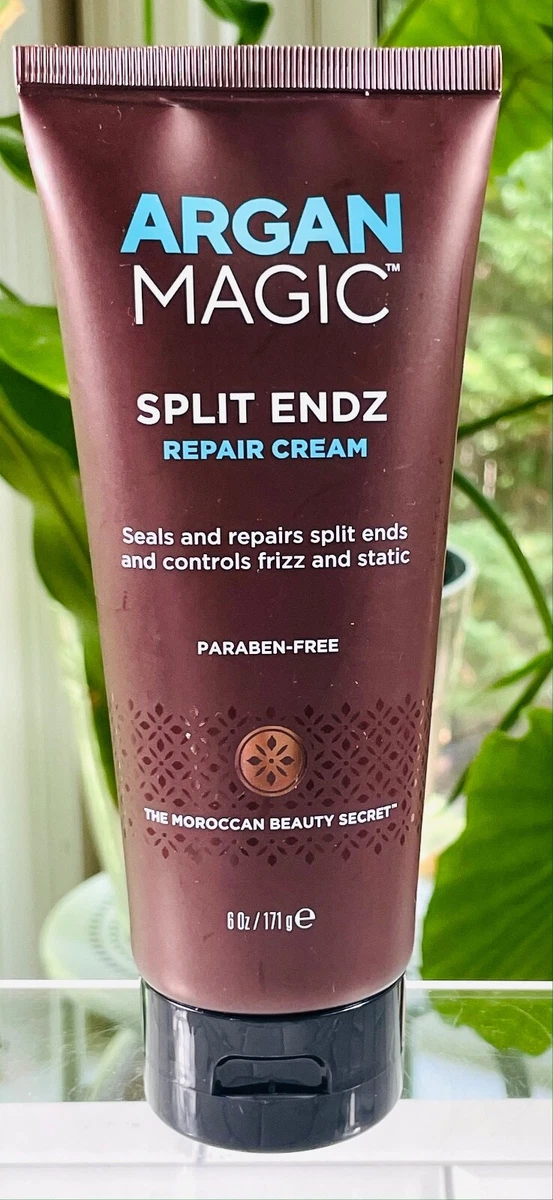 ARGAN
MAGIC™
SPLIT ENDZ
REPAIR CREAM
Seals and repairs split ends
and controls frizz and static
PARABEN-FREE
THE MOROCCAN BEAUTY SECRET™
6 Oz / 171 g ℮